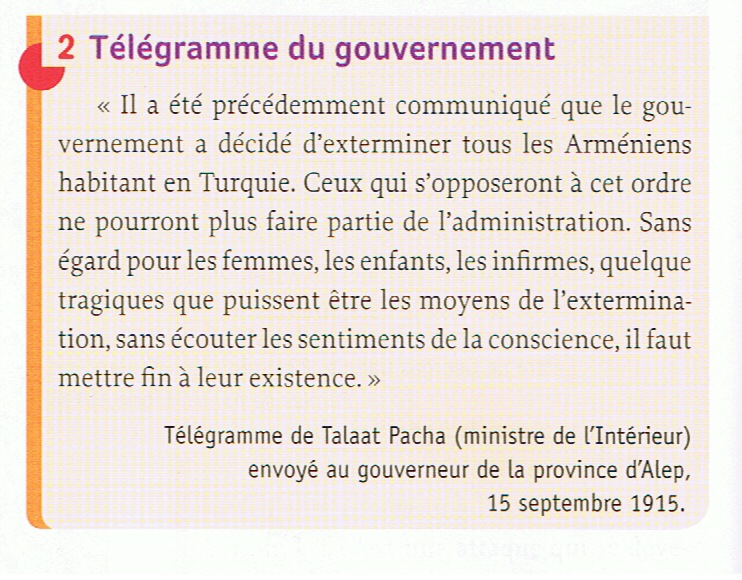 2 Télégramme du gouvernement
« Il a été précédemment communiqué que le gou-
vernement a décidé d'exterminer tous les Arméniens
habitant en Turquie. Ceux qui s'opposeront à cet ordre
ne pourront plus faire partie de l'administration. Sans
égard pour les femmes, les enfants, les infirmes, quelque
tragiques que puissent être les moyens de l'extermina-
tion, sans écouter les sentiments de la conscience, il faut
mettre fin à leur existence. »
Télégramme de Talaat Pacha (ministre de l'Intérieur)
envoyé au gouverneur de la province d'Alep,
15 septembre 1915.